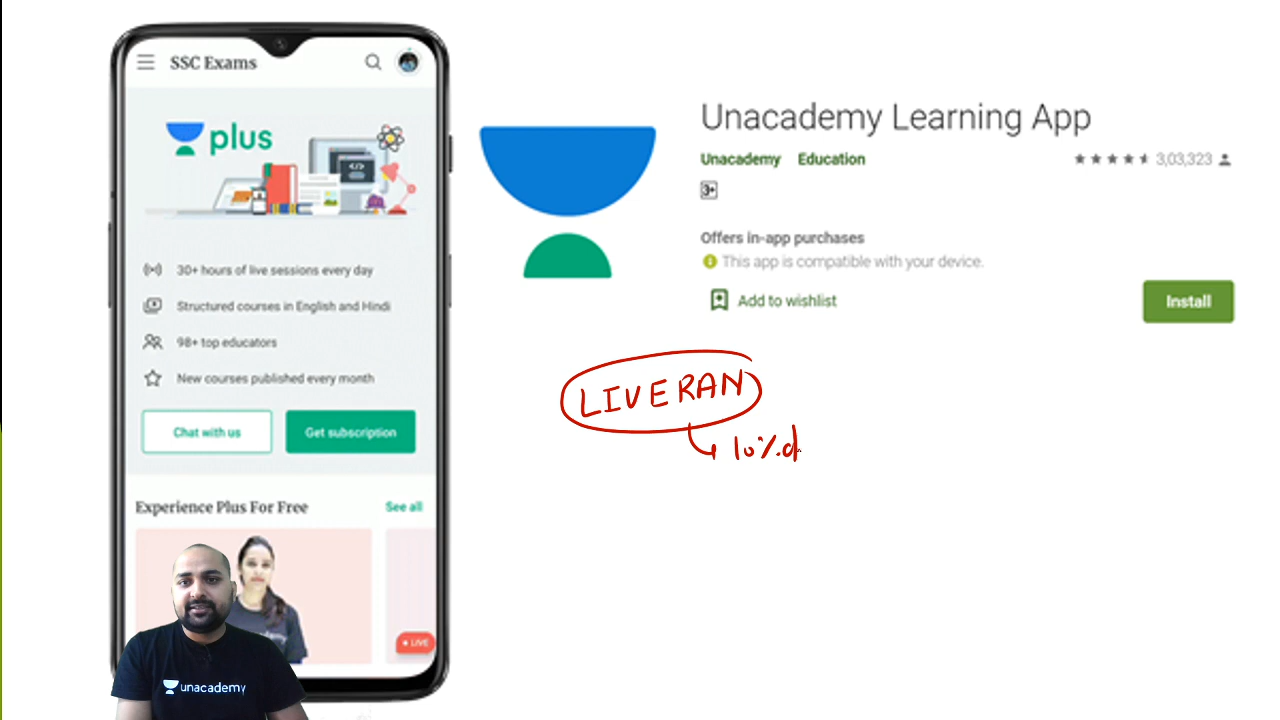 SSC Exams
plus
30+ hours of live sessions every day
Structured courses in English and Hindi
98+ top educators
New courses published every month
Chat with us
Get subscription
Experience Plus For Free
See all
LIVE
unacademy
Unacademy Learning App
Unacademy Education
3,03,323
3+
Offers in-app purchases
This app is compatible with your device.
Add to wishlist
Install
LIVERAN
10% d